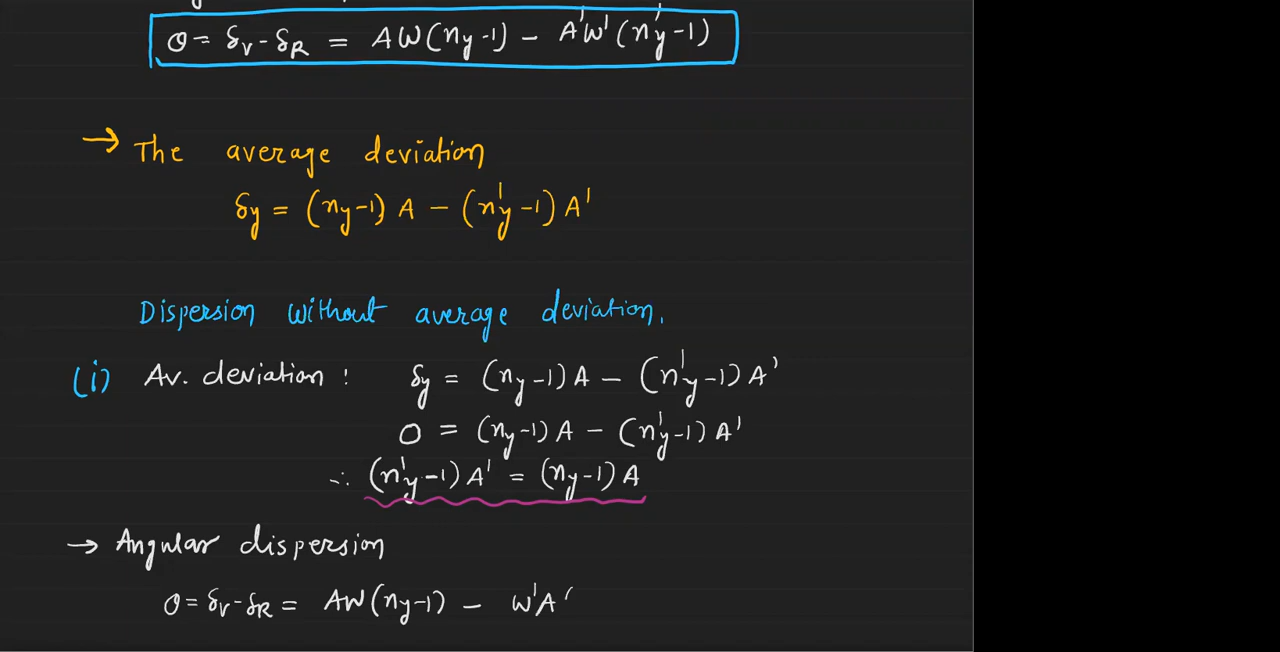 θ = δv - δR = AW(ny-1) - A'W'(n'y-1)
→ The average deviation
δy = (ny-1) A - (n'y-1) A'
Dispersion without average deviation.
(i) Av. deviation : δy = (ny-1) A - (n'y-1) A'
0 = (ny-1) A - (n'y-1) A'
∴ (n'y-1) A' = (ny-1) A
→ Angular dispersion
θ = δv - δR = AW(ny-1) - W'A'